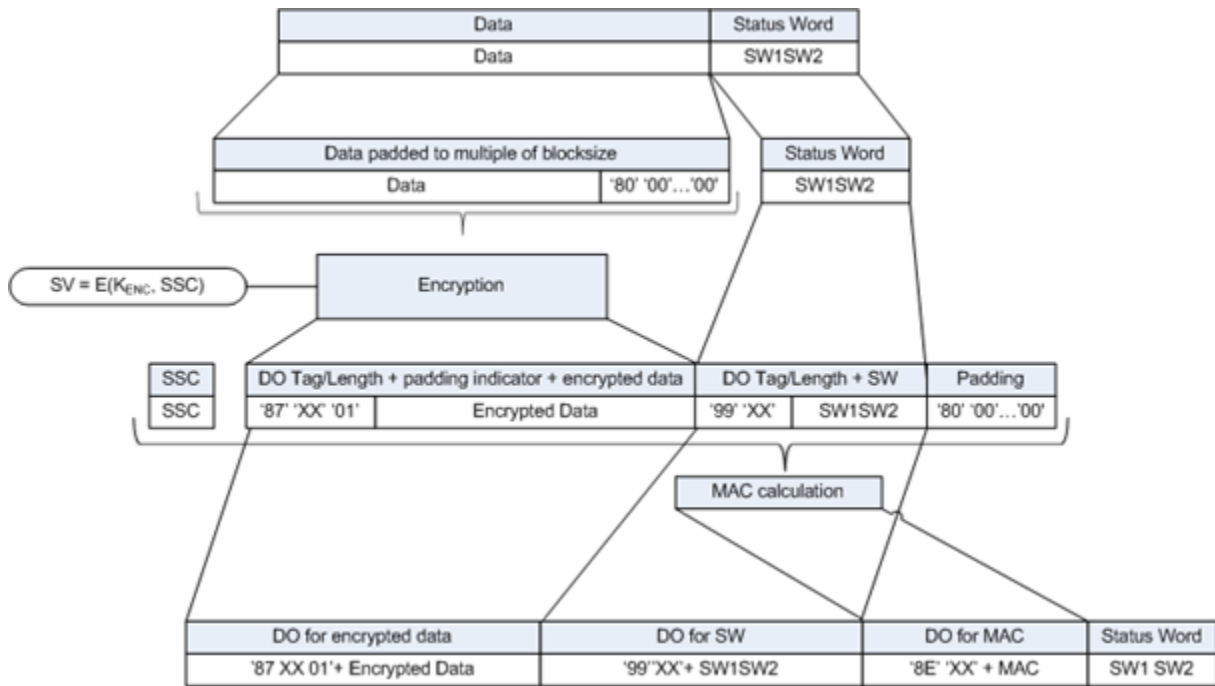 Data Status Word
Data SW1SW2
Data padded to multiple of blocksize Status Word
Data '80' '00'...'00' SW1SW2
SV = E(KENC, SSC) Encryption
SSC DO Tag/Length + padding indicator + encrypted data DO Tag/Length + SW Padding
SSC '87' 'XX' '01' Encrypted Data '99' 'XX' SW1SW2 '80' '00'...'00'
MAC calculation
DO for encrypted data DO for SW DO for MAC Status Word
'87 XX 01'+ Encrypted Data '99''XX'+ SW1SW2 '8E' 'XX' + MAC SW1 SW2